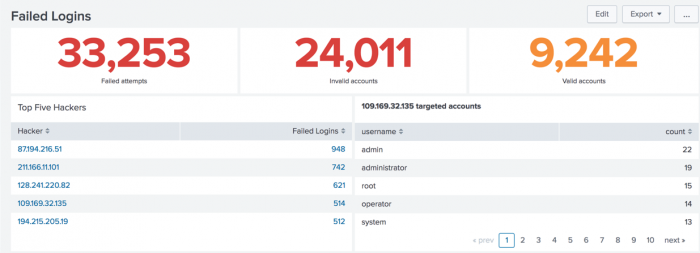 Failed Logins
Edit
Export
...
33,253
Failed attempts
24,011
Invalid accounts
9,242
Valid accounts
Top Five Hackers
Hacker Failed Logins
87.194.216.51 948
211.166.11.101 742
128.241.220.82 621
109.169.32.135 514
194.215.205.19 512
109.169.32.135 targeted accounts
username count
admin 22
administrator 19
root 15
operator 14
system 13
« prev 1 2 3 4 5 6 7 8 9 10 next »